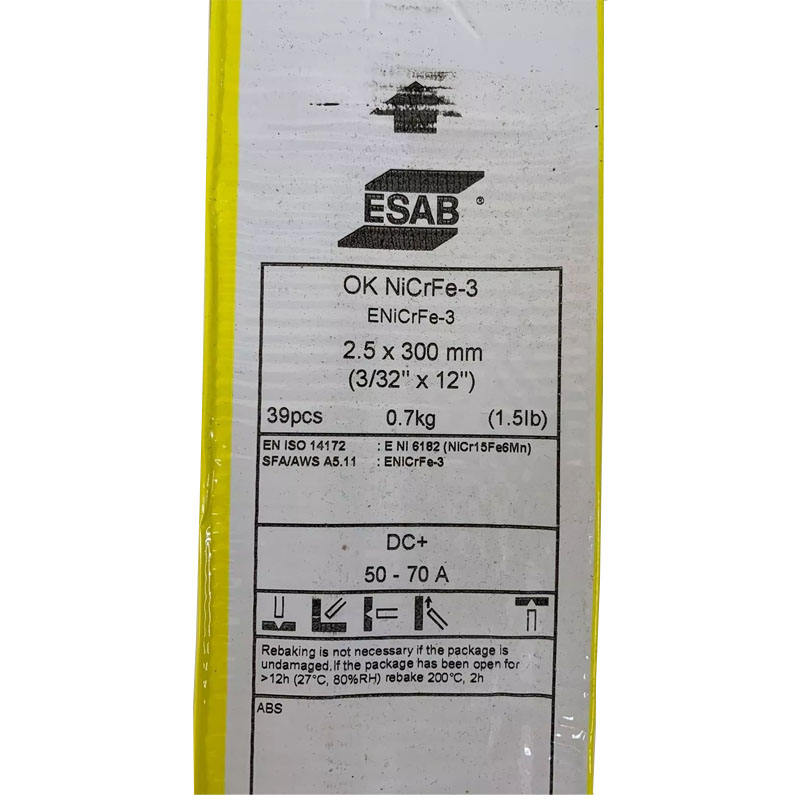 ESAB®
OK NiCrFe-3
ENiCrFe-3
2.5 x 300 mm
(3/32" x 12")
39pcs 0.7kg (1.5lb)
EN ISO 14172 : E NI 6182 (NiCr15Fe6Mn)
SFA/AWS A5.11 : ENiCrFe-3
DC+
50 - 70 A
Rebaking is not necessary if the package is
undamaged.If the package has been open for
>12h (27°C, 80%RH) rebake 200°C, 2h
ABS